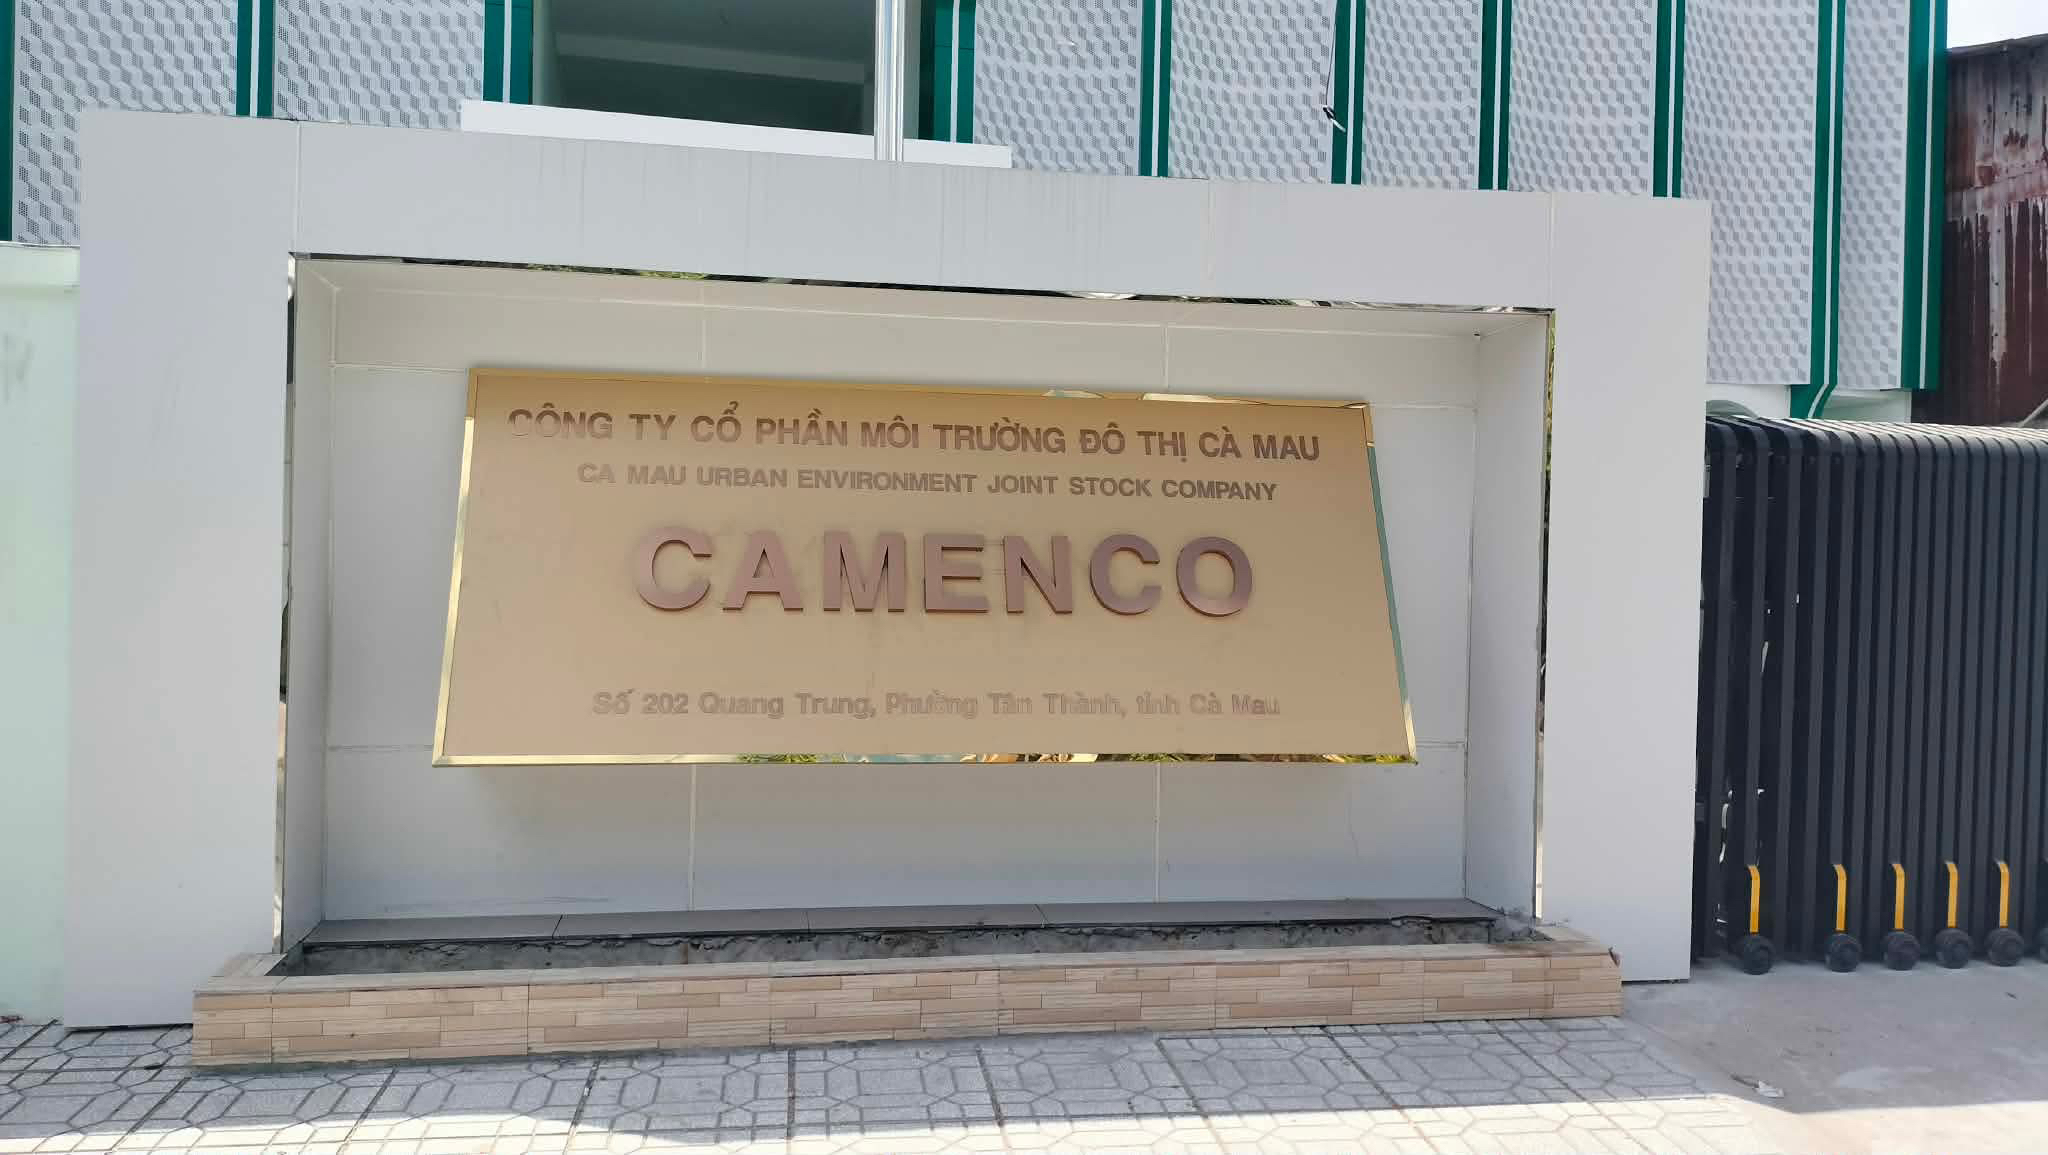 CÔNG TY CỔ PHẦN MÔI TRƯỜNG ĐÔ THỊ CÀ MAU
CA MAU URBAN ENVIRONMENT JOINT STOCK COMPANY
CAMENCO
Số 202 Quang Trung, Phường Tân Thành, tỉnh Cà Mau